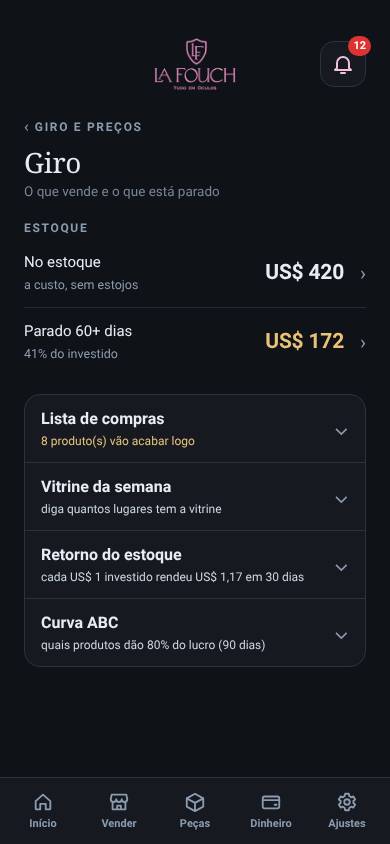 LF
LA FOUCH
TUDO EM ÓCULOS
12
‹ GIRO E PREÇOS
Giro
O que vende e o que está parado
ESTOQUE
No estoque
US$ 420 ›
a custo, sem estojos
Parado 60+ dias
US$ 172 ›
41% do investido
Lista de compras
8 produto(s) vão acabar logo
Vitrine da semana
diga quantos lugares tem a vitrine
Retorno do estoque
cada US$ 1 investido rendeu US$ 1,17 em 30 dias
Curva ABC
quais produtos dão 80% do lucro (90 dias)
Início Vender Peças Dinheiro Ajustes